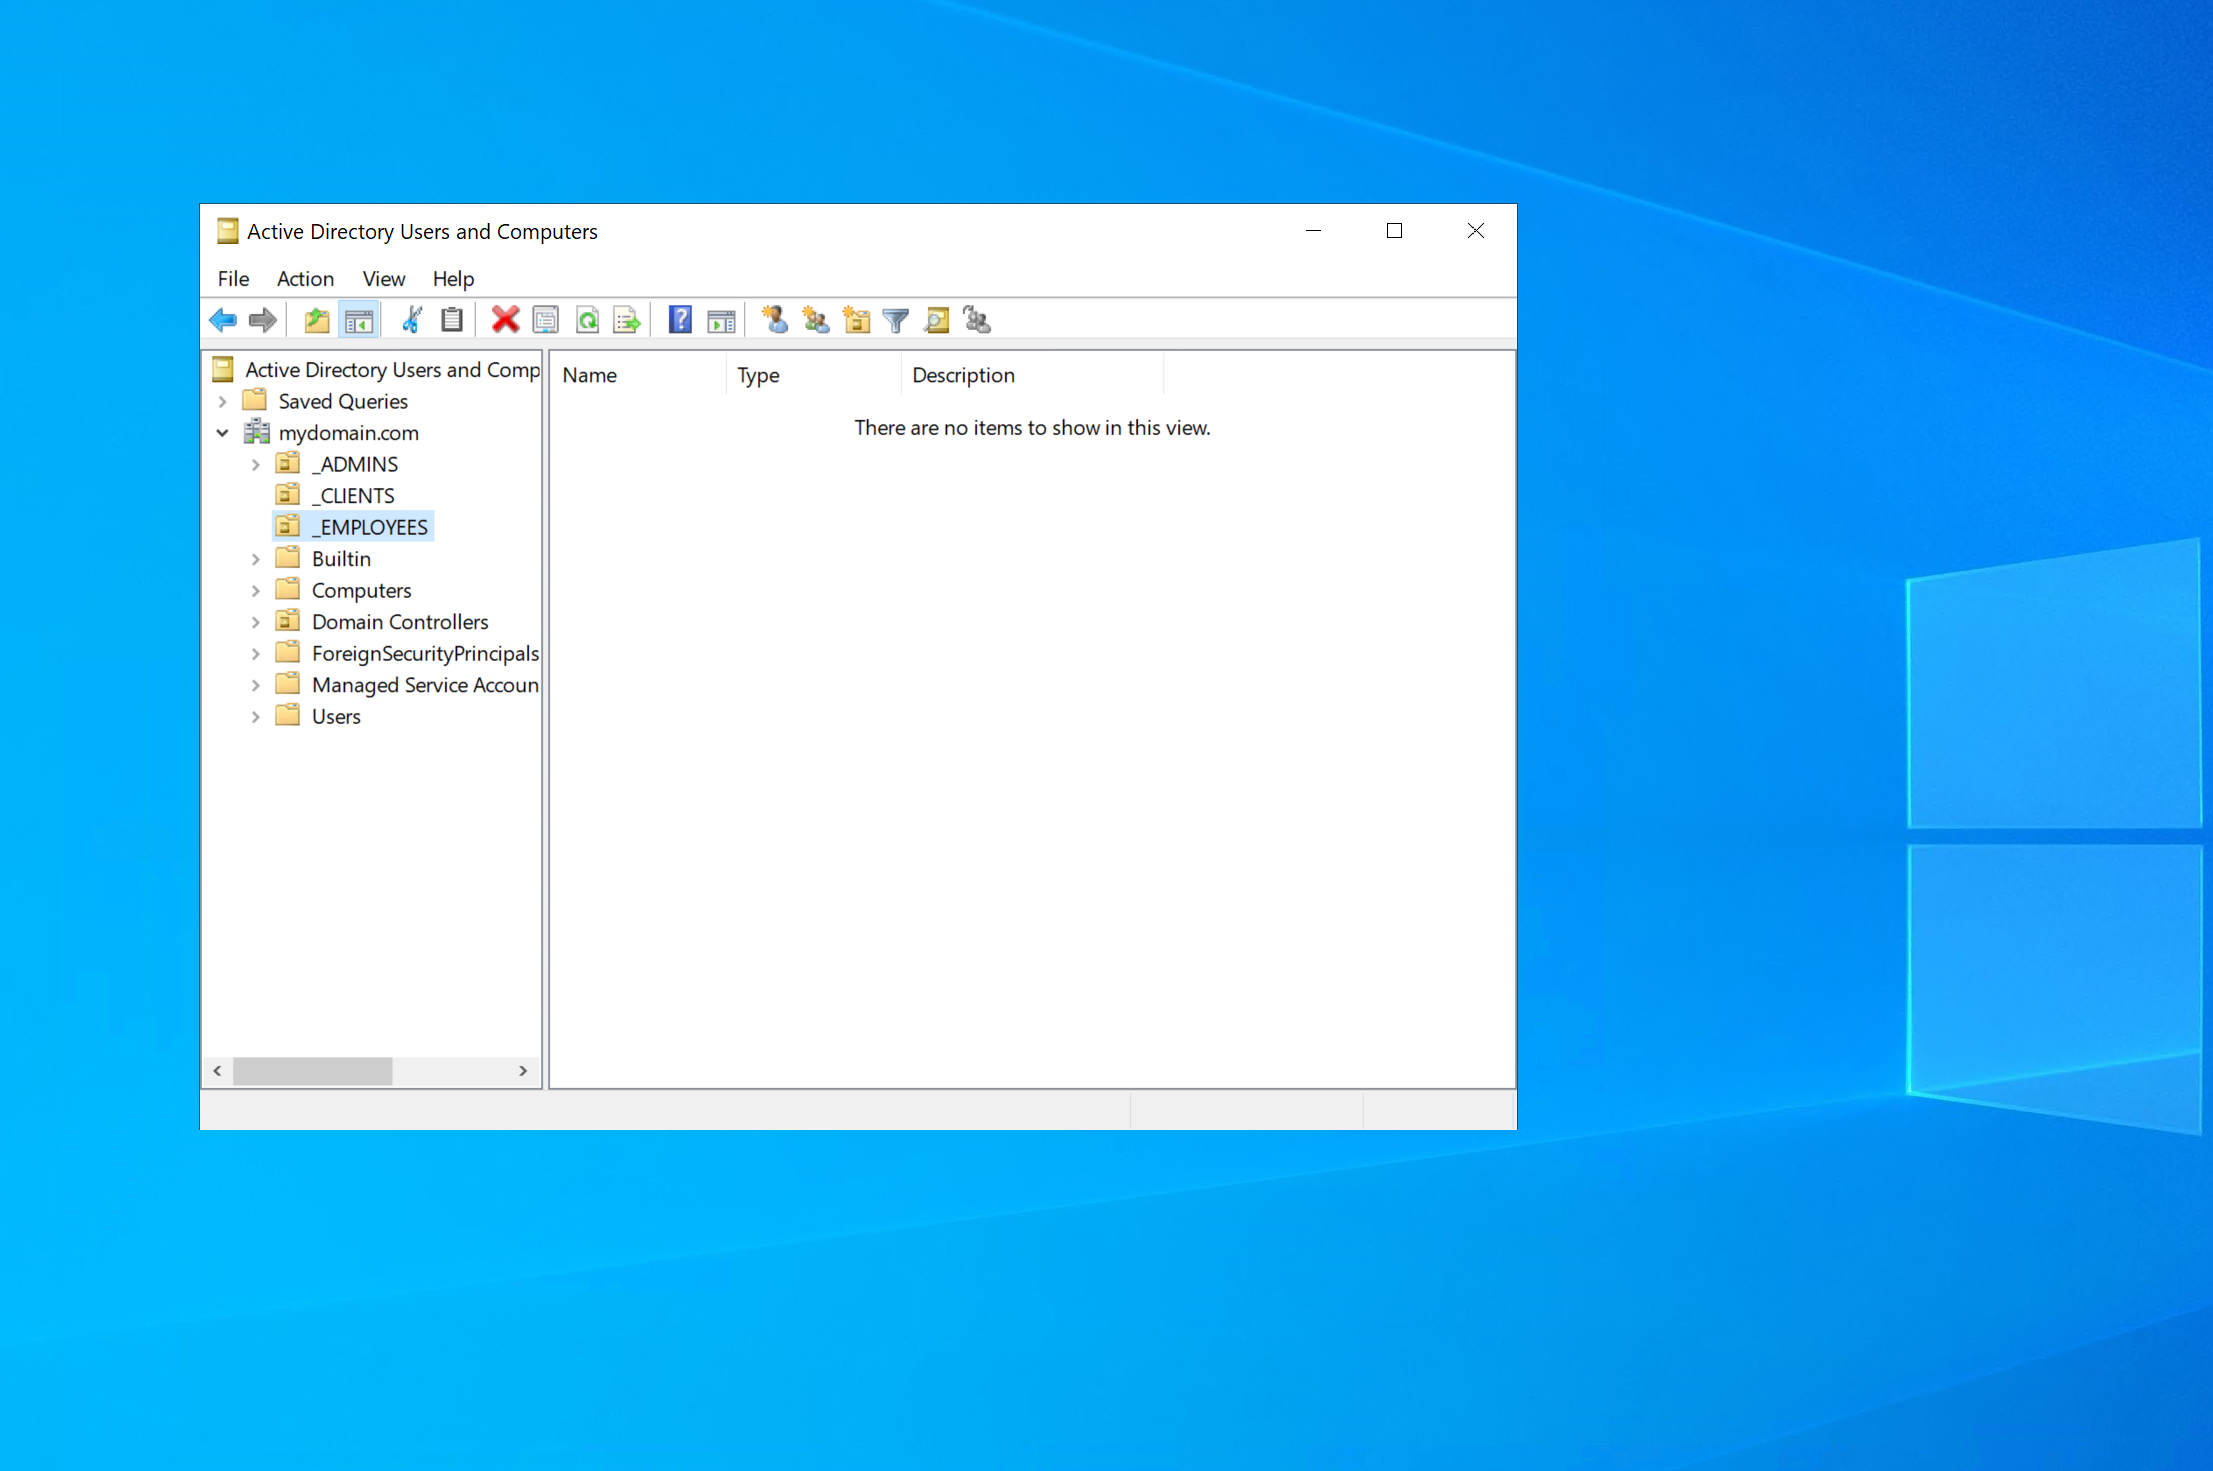 Active Directory Users and Computers
File Action View Help
Active Directory Users and Comp
Saved Queries
mydomain.com
_ADMINS
_CLIENTS
_EMPLOYEES
Builtin
Computers
Domain Controllers
ForeignSecurityPrincipals
Managed Service Accoun
Users
Name Type Description
There are no items to show in this view.